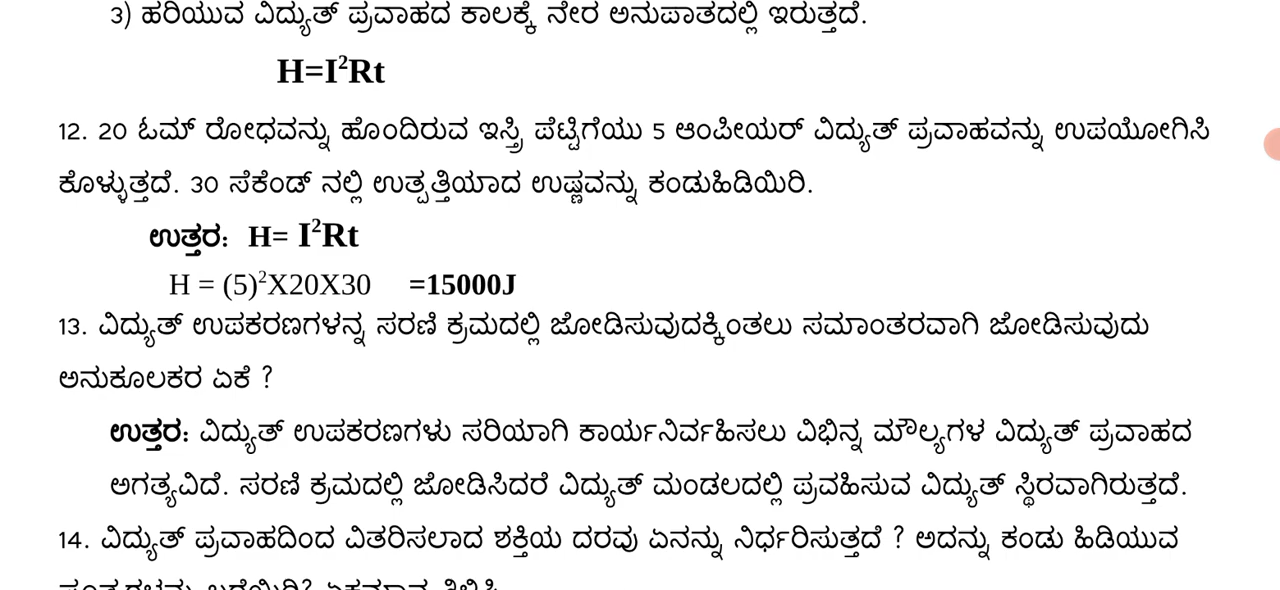 3) ಹರಿಯುವ ವಿದ್ಯುತ್ ಪ್ರವಾಹದ ಕಾಲಕ್ಕೆ ನೇರ ಅನುಪಾತದಲ್ಲಿ ಇರುತ್ತದೆ.
H=I²Rt
12. 20 ಓಮ್ ರೋಧವನ್ನು ಹೊಂದಿರುವ ಇಸ್ತ್ರಿ ಪೆಟ್ಟಿಗೆಯು 5 ಆಂಪೀಯರ್ ವಿದ್ಯುತ್ ಪ್ರವಾಹವನ್ನು ಉಪಯೋಗಿಸಿ
ಕೊಳ್ಳುತ್ತದೆ. 30 ಸೆಕೆಂಡ್ ನಲ್ಲಿ ಉತ್ಪತ್ತಿಯಾದ ಉಷ್ಣವನ್ನು ಕಂಡುಹಿಡಿಯಿರಿ.
ಉತ್ತರ: H= I²Rt
H = (5)²X20X30 =15000J
13. ವಿದ್ಯುತ್ ಉಪಕರಣಗಳನ್ನ ಸರಣಿ ಕ್ರಮದಲ್ಲಿ ಜೋಡಿಸುವುದಕ್ಕಿಂತಲು ಸಮಾಂತರವಾಗಿ ಜೋಡಿಸುವುದು
ಅನುಕೂಲಕರ ಏಕೆ ?
ಉತ್ತರ: ವಿದ್ಯುತ್ ಉಪಕರಣಗಳು ಸರಿಯಾಗಿ ಕಾರ್ಯನಿರ್ವಹಿಸಲು ವಿಭಿನ್ನ ಮೌಲ್ಯಗಳ ವಿದ್ಯುತ್ ಪ್ರವಾಹದ
ಅಗತ್ಯವಿದೆ. ಸರಣಿ ಕ್ರಮದಲ್ಲಿ ಜೋಡಿಸಿದರೆ ವಿದ್ಯುತ್ ಮಂಡಲದಲ್ಲಿ ಪ್ರವಹಿಸುವ ವಿದ್ಯುತ್ ಸ್ಥಿರವಾಗಿರುತ್ತದೆ.
14. ವಿದ್ಯುತ್ ಪ್ರವಾಹದಿಂದ ವಿತರಿಸಲಾದ ಶಕ್ತಿಯ ದರವು ಏನನ್ನು ನಿರ್ಧರಿಸುತ್ತದೆ ? ಅದನ್ನು ಕಂಡು ಹಿಡಿಯುವ